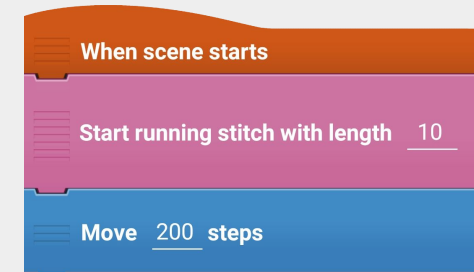 When scene starts
Start running stitch with length 10
Move 200 steps